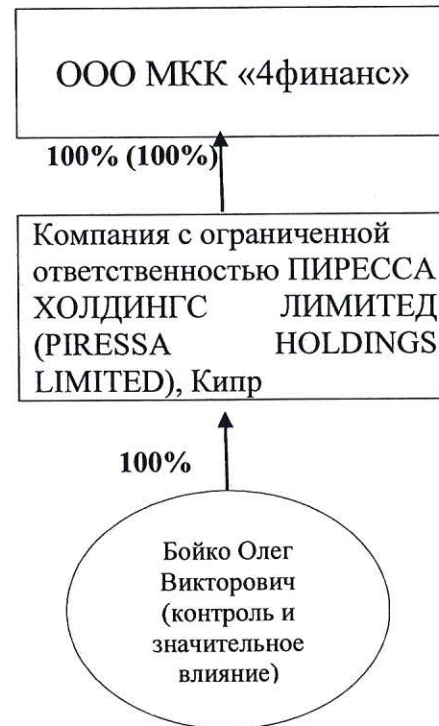 ООО МКК «4финанс»
100% (100%)
Компания с ограниченной
ответственностью ПИРЕССА
ХОЛДИНГС ЛИМИТЕД
(PIRESSA HOLDINGS
LIMITED), Кипр
100%
Бойко Олег
Викторович
(контроль и
значительное
влияние)